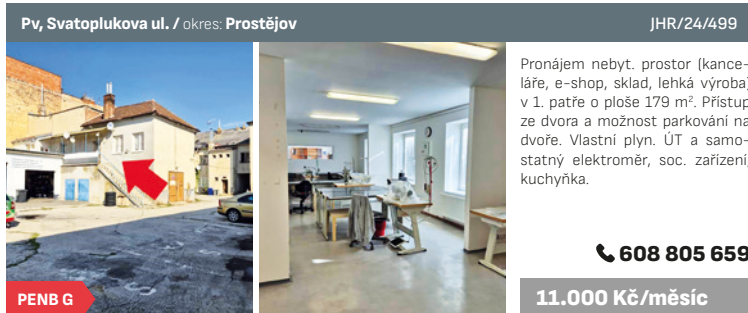 Pv, Svatoplukova ul. / okres: Prostějov
JHR/24/499
Pronájem nebyt. prostor (kance-
láře, e-shop, sklad, lehká výroba)
v 1. patře o ploše 179 m². Přístup
ze dvora a možnost parkování na
dvoře. Vlastní plyn. ÚT a samo-
statný elektroměr, soc. zařízení,
kuchyňka.
608 805 659
PENB G
11.000 Kč/měsíc